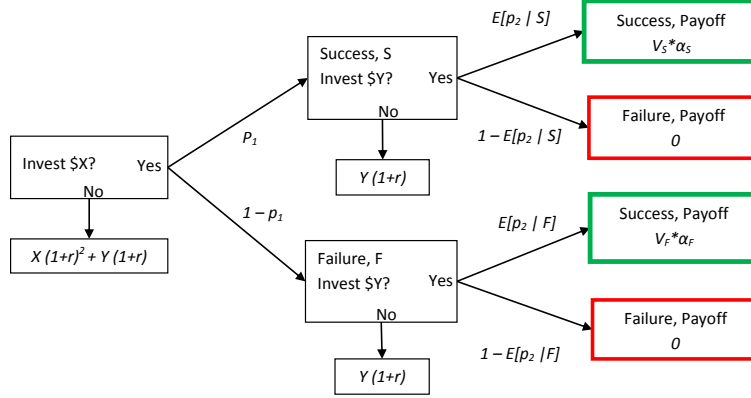 E[p₂ | S]
Success, Payoff
V_S*α_S
Success, S
Invest $Y?
Yes
No
Failure, Payoff
0
P₁
1 – E[p₂ | S]
Invest $X?
Yes
No
Y (1+r)
1 – p₁
E[p₂ | F]
Success, Payoff
V_F*α_F
X (1+r)² + Y (1+r)
Failure, F
Invest $Y?
Yes
No
Failure, Payoff
0
1 – E[p₂ |F]
Y (1+r)